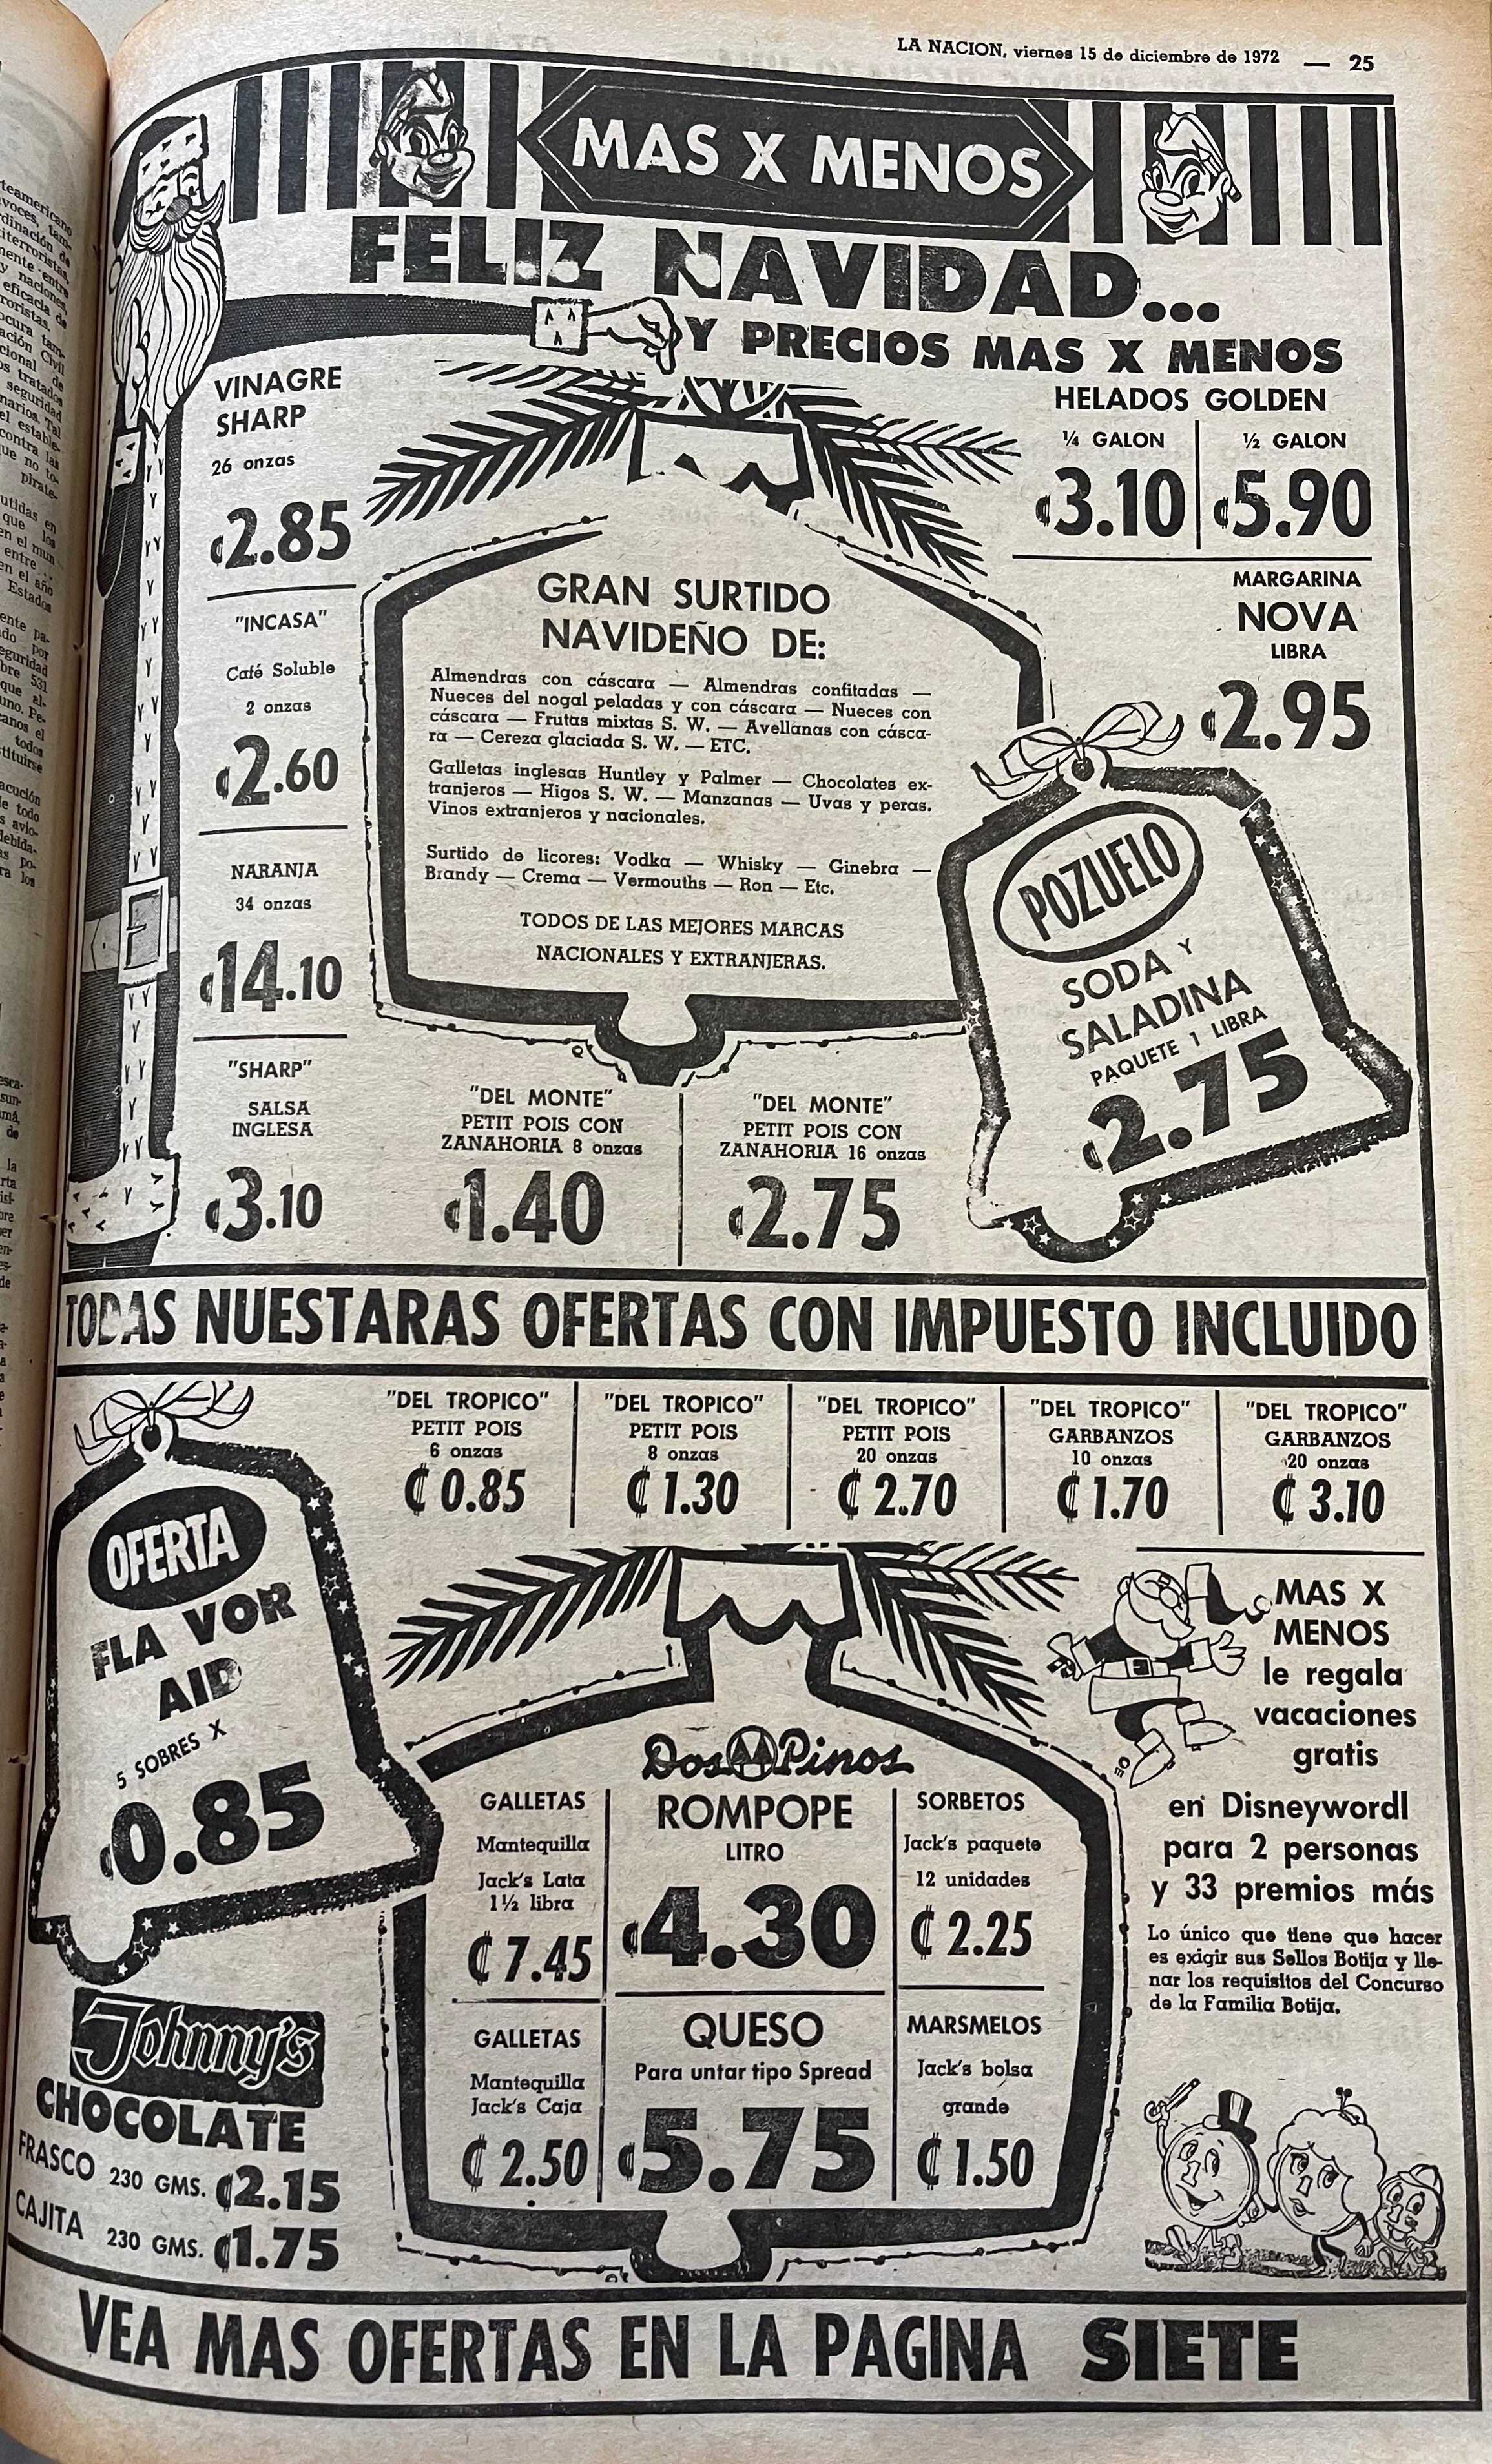 LA NACION, viernes 15 de diciembre de 1972 — 25
MAS X MENOS
FELIZ NAVIDAD...
Y PRECIOS MAS X MENOS
VINAGRE
SHARP
26 onzas
₡2.85
"INCASA"
Café Soluble
2 onzas
₡2.60
NARANJA
34 onzas
₡14.10
"SHARP"
SALSA
INGLESA
₡3.10
GRAN SURTIDO
NAVIDEÑO DE:
Almendras con cáscara — Almendras confitadas —
Nueces del nogal peladas y con cáscara — Nueces con
cáscara — Frutas mixtas S. W. — Avellanas con cásca-
ra — Cereza glaciada S. W. — ETC.
Galletas inglesas Huntley y Palmer — Chocolates ex-
tranjeros — Higos S. W. — Manzanas — Uvas y peras.
Vinos extranjeros y nacionales.
Surtido de licores: Vodka — Whisky — Ginebra —
Brandy — Crema — Vermouths — Ron — Etc.
TODOS DE LAS MEJORES MARCAS
NACIONALES Y EXTRANJERAS.
HELADOS GOLDEN
¼ GALON
₡3.10
½ GALON
₡5.90
MARGARINA
NOVA
LIBRA
₡2.95
POZUELO
SODA Y
SALADINA
PAQUETE 1 LIBRA
₡2.75
"DEL MONTE"
PETIT POIS CON
ZANAHORIA 8 onzas
₡1.40
"DEL MONTE"
PETIT POIS CON
ZANAHORIA 16 onzas
₡2.75
TODAS NUESTARAS OFERTAS CON IMPUESTO INCLUIDO
"DEL TROPICO"
PETIT POIS
6 onzas
₡ 0.85
"DEL TROPICO"
PETIT POIS
8 onzas
₡ 1.30
"DEL TROPICO"
PETIT POIS
20 onzas
₡ 2.70
"DEL TROPICO"
GARBANZOS
10 onzas
₡ 1.70
"DEL TROPICO"
GARBANZOS
20 onzas
₡ 3.10
OFERTA
FLA VOR
AID
5 SOBRES X
₡0.85
Johnny's
CHOCOLATE
FRASCO 230 GMS. ₡2.15
CAJITA 230 GMS. ₡1.75
Dos Pinos
GALLETAS
Mantequilla
Jack's Lata
1½ libra
₡ 7.45
GALLETAS
Mantequilla
Jack's Caja
₡ 2.50
ROMPOPE
LITRO
₡4.30
QUESO
Para untar tipo Spread
₡5.75
SORBETOS
Jack's paquete
12 unidades
₡ 2.25
MARSMELOS
Jack's bolsa
grande
₡ 1.50
MAS X
MENOS
le regala
vacaciones
gratis
en Disneywordl
para 2 personas
y 33 premios más
Lo único que tiene que hacer
es exigir sus Sellos Botija y lle-
nar los requisitos del Concurso
de la Familia Botija.
VEA MAS OFERTAS EN LA PAGINA SIETE